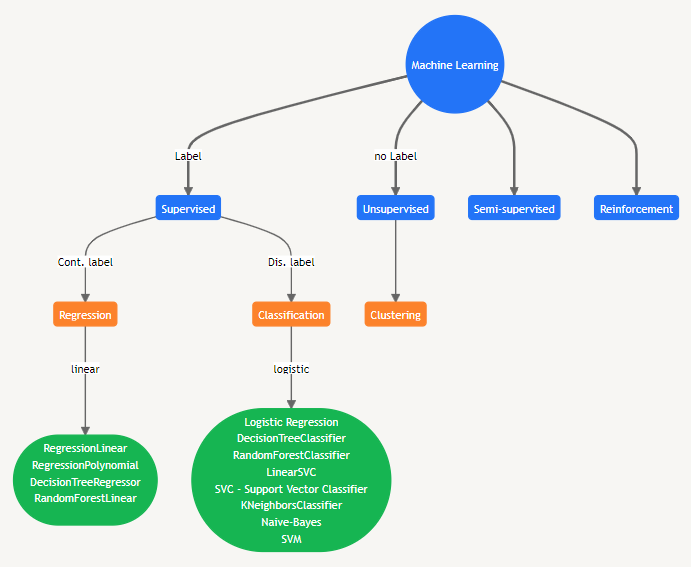 Machine Learning
Label
no Label
Supervised
Unsupervised
Semi-supervised
Reinforcement
Cont. label
Dis. label
Regression
Classification
Clustering
linear
logistic
RegressionLinear
RegressionPolynomial
DecisionTreeRegressor
RandomForestLinear
Logistic Regression
DecisionTreeClassifier
RandomForestClassifier
LinearSVC
SVC - Support Vector Classifier
KNeighborsClassifier
Naive-Bayes
SVM